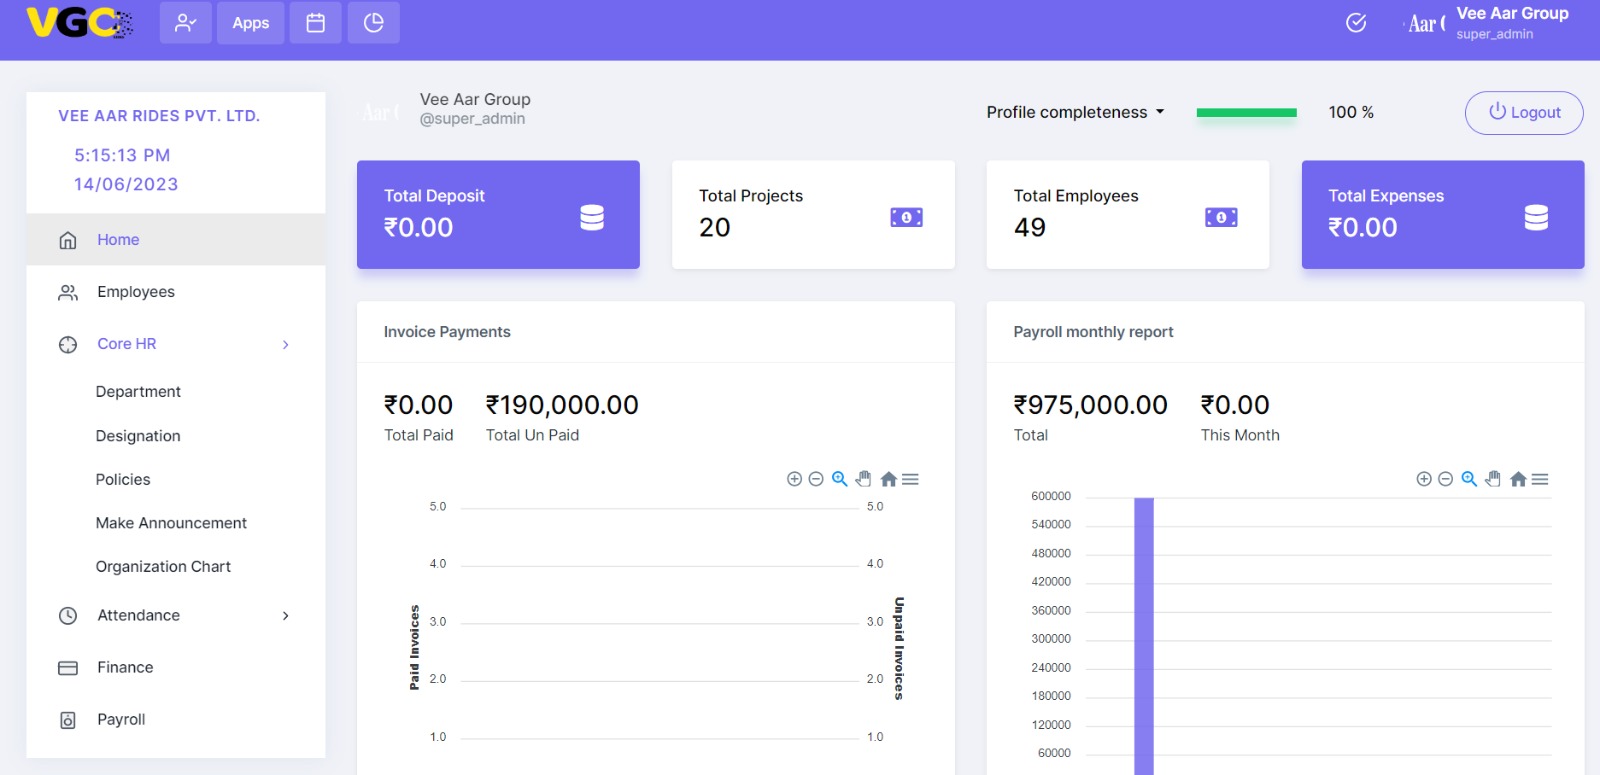 VGC
Apps
Aar
Vee Aar Group
super_admin
VEE AAR RIDES PVT. LTD.
5:15:13 PM
14/06/2023
Home
Employees
Core HR
Department
Designation
Policies
Make Announcement
Organization Chart
Attendance
Finance
Payroll
Aar
Vee Aar Group
@super_admin
Profile completeness
100 %
Logout
Total Deposit
₹0.00
Total Projects
20
1
Total Employees
49
1
Total Expenses
₹0.00
Invoice Payments
₹0.00 ₹190,000.00
Total Paid Total Un Paid
5.0 5.0
4.0 4.0
3.0 3.0
2.0 2.0
1.0 1.0
Paid Invoices
Unpaid Invoices
Payroll monthly report
₹975,000.00 ₹0.00
Total This Month
600000
540000
480000
420000
360000
300000
240000
180000
120000
60000